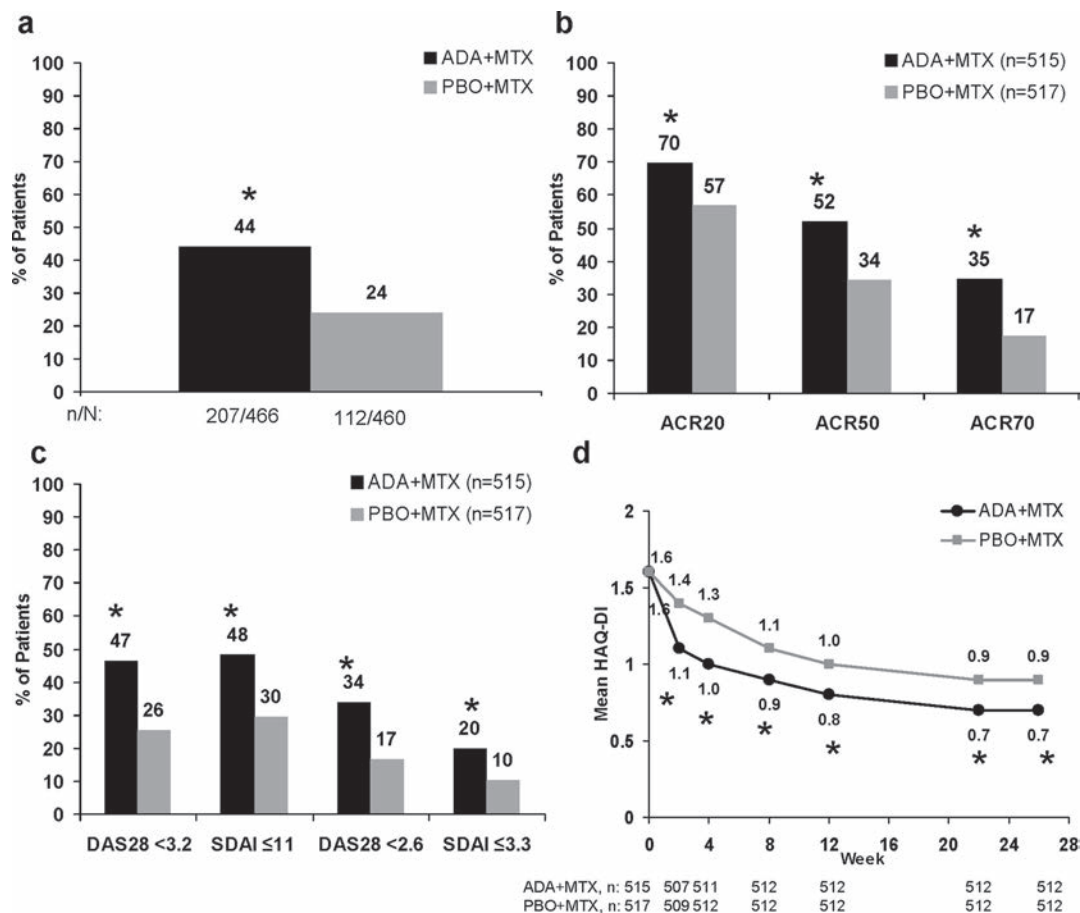 a
ADA+MTX
PBO+MTX
% of Patients
100
90
80
70
60
50
40
30
20
10
0
*
44
24
n/N: 207/466 112/460
b
ADA+MTX (n=515)
PBO+MTX (n=517)
% of Patients
100
90
80
70
60
50
40
30
20
10
0
*
70
57
*
52
34
*
35
17
ACR20 ACR50 ACR70
c
ADA+MTX (n=515)
PBO+MTX (n=517)
% of Patients
100
90
80
70
60
50
40
30
20
10
0
*
47
26
*
48
30
*
34
17
*
20
10
DAS28 <3.2 SDAI ≤11 DAS28 <2.6 SDAI ≤3.3
d
ADA+MTX
PBO+MTX
Mean HAQ-DI
2
1.5
1
0.5
0
1.6 1.4 1.3 1.1 1.0 0.9 0.9
1.6 1.1 1.0 0.9 0.8 0.7 0.7
* * * * * *
0 4 8 12 16 20 24 28
Week
ADA+MTX, n: 515 507 511 512 512 512 512
PBO+MTX, n: 517 509 512 512 512 512 512